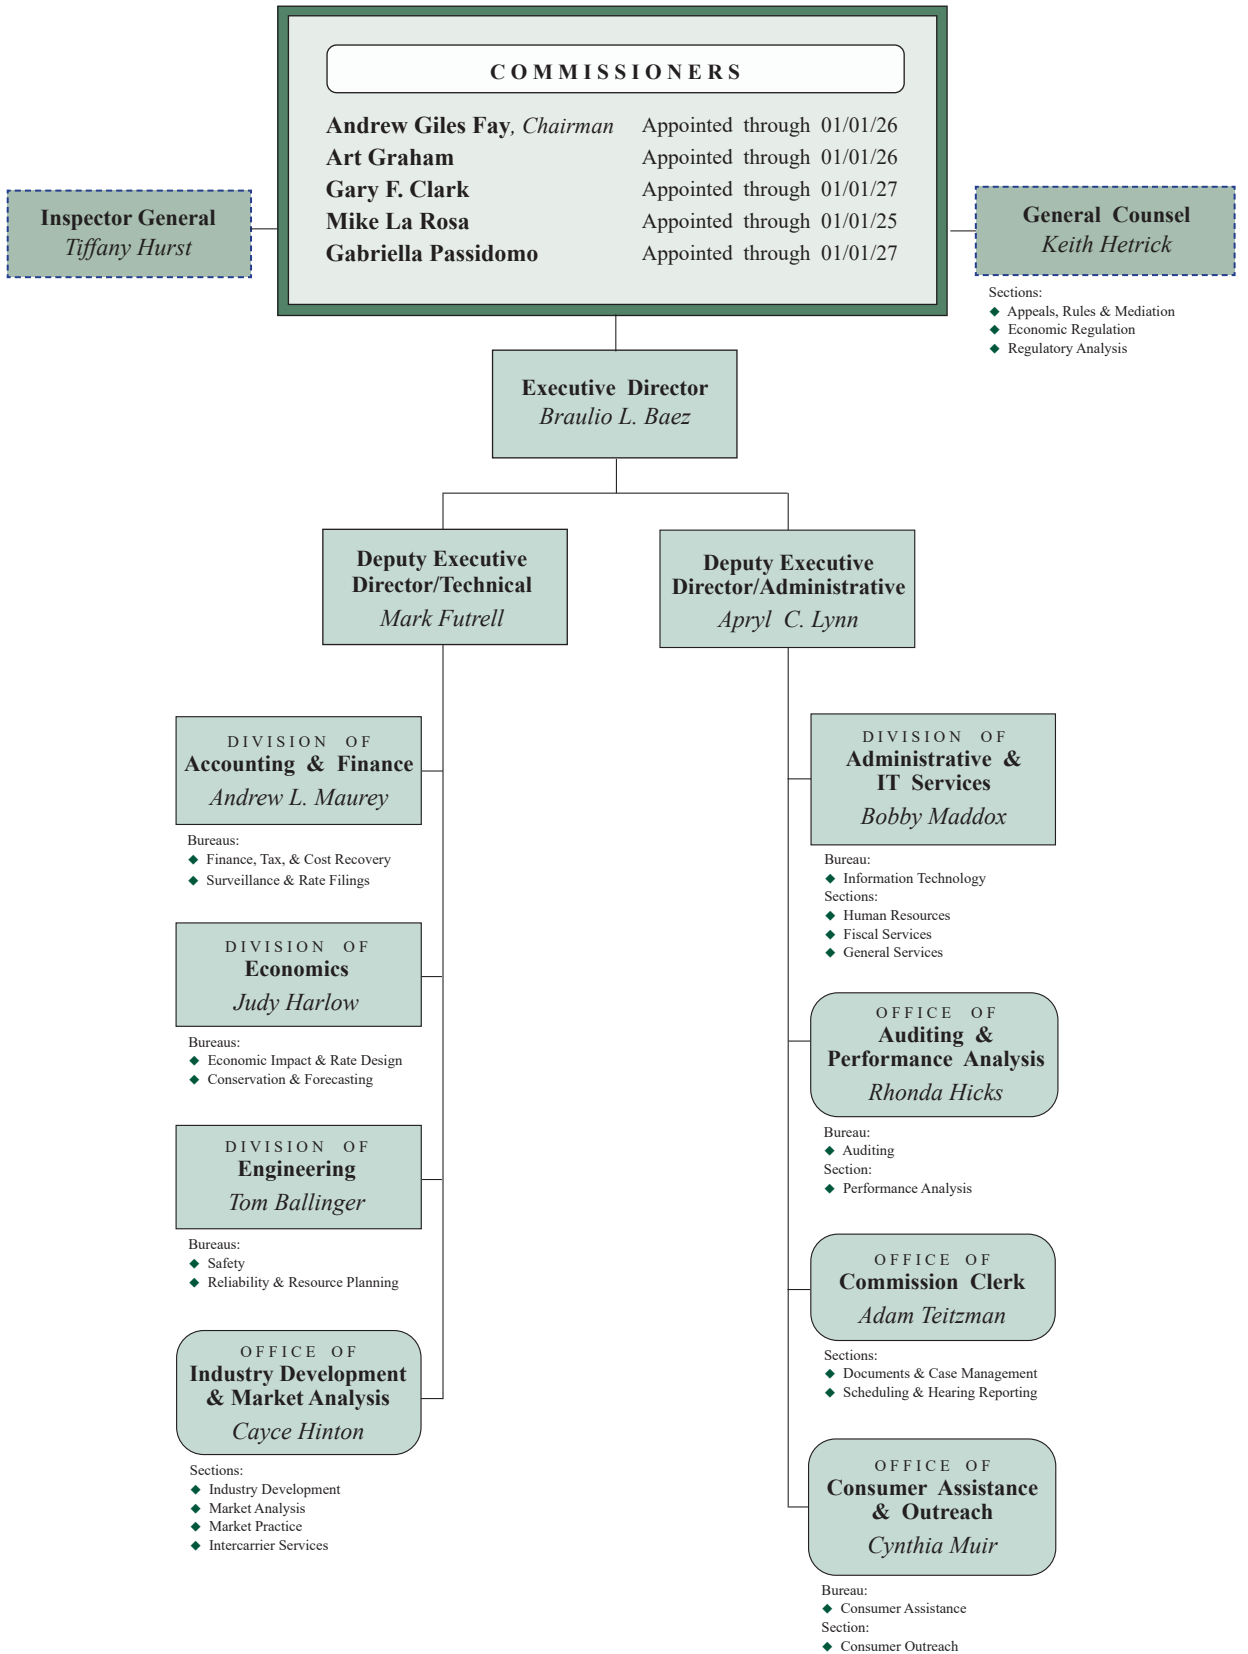 COMMISSIONERS
Andrew Giles Fay, Chairman Appointed through 01/01/26
Art Graham Appointed through 01/01/26
Gary F. Clark Appointed through 01/01/27
Mike La Rosa Appointed through 01/01/25
Gabriella Passidomo Appointed through 01/01/27
Inspector General
Tiffany Hurst
General Counsel
Keith Hetrick
Sections:
◆ Appeals, Rules & Mediation
◆ Economic Regulation
◆ Regulatory Analysis
Executive Director
Braulio L. Baez
Deputy Executive
Director/Technical
Mark Futrell
Deputy Executive
Director/Administrative
Apryl C. Lynn
DIVISION OF
Accounting & Finance
Andrew L. Maurey
Bureaus:
◆ Finance, Tax, & Cost Recovery
◆ Surveillance & Rate Filings
DIVISION OF
Economics
Judy Harlow
Bureaus:
◆ Economic Impact & Rate Design
◆ Conservation & Forecasting
DIVISION OF
Engineering
Tom Ballinger
Bureaus:
◆ Safety
◆ Reliability & Resource Planning
OFFICE OF
Industry Development
& Market Analysis
Cayce Hinton
Sections:
◆ Industry Development
◆ Market Analysis
◆ Market Practice
◆ Intercarrier Services
DIVISION OF
Administrative &
IT Services
Bobby Maddox
Bureau:
◆ Information Technology
Sections:
◆ Human Resources
◆ Fiscal Services
◆ General Services
OFFICE OF
Auditing &
Performance Analysis
Rhonda Hicks
Bureau:
◆ Auditing
Section:
◆ Performance Analysis
OFFICE OF
Commission Clerk
Adam Teitzman
Sections:
◆ Documents & Case Management
◆ Scheduling & Hearing Reporting
OFFICE OF
Consumer Assistance
& Outreach
Cynthia Muir
Bureau:
◆ Consumer Assistance
Section:
◆ Consumer Outreach